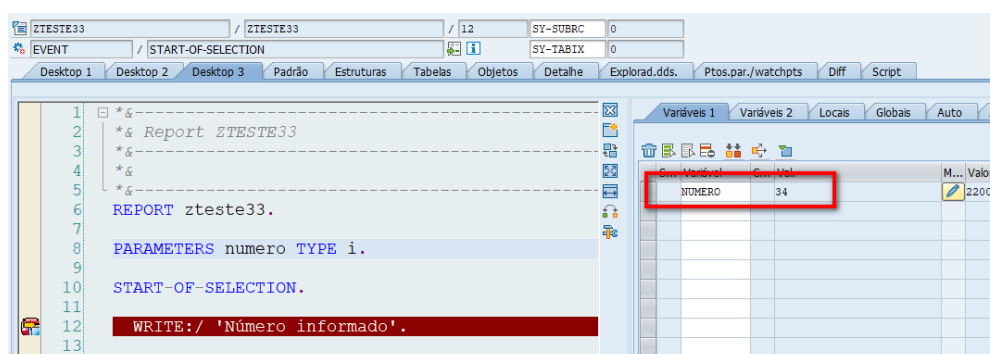 ZTESTE33 / ZTESTE33 / 12 SY-SUBRC 0
EVENT / START-OF-SELECTION SY-TABIX 0
Desktop 1 Desktop 2 Desktop 3 Padrão Estruturas Tabelas Objetos Detalhe Explorad.dds. Ptos.par./watchpts Diff Script
Variáveis 1 Variáveis 2 Locais Globais Auto
1 *&---------------------------------------------
2 *& Report ZTESTE33
3 *&---------------------------------------------
4 *&
5 *&---------------------------------------------
6 REPORT zteste33.
7
8 PARAMETERS numero TYPE i.
9
10 START-OF-SELECTION.
11
12 WRITE:/ 'Número informado'.
13
S... Variável C... Val. M... Valo
NUMERO 34 2200